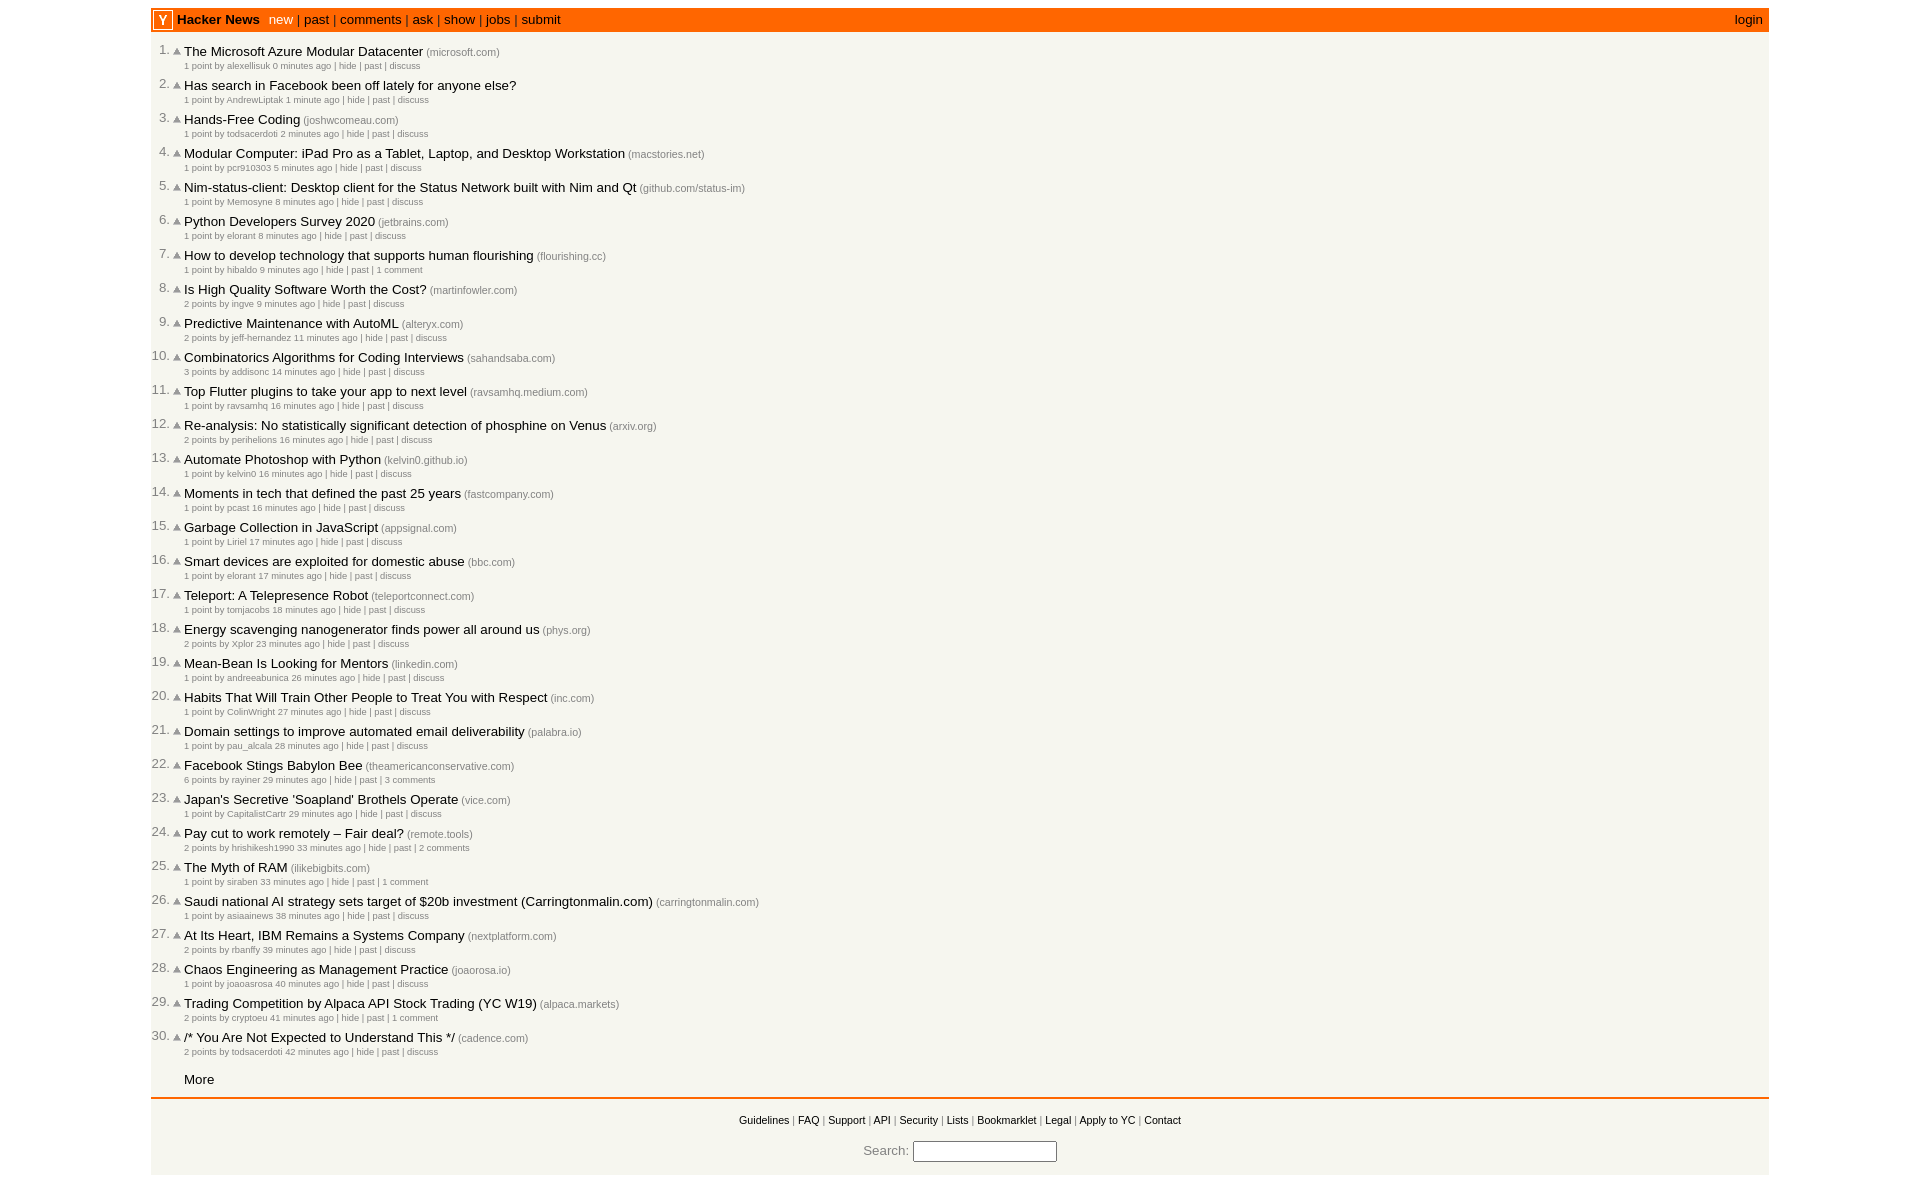 Y Hacker News new | past | comments | ask | show | jobs | submit login
1. The Microsoft Azure Modular Datacenter (microsoft.com)
1 point by alexellisuk 0 minutes ago | hide | past | discuss
2. Has search in Facebook been off lately for anyone else?
1 point by AndrewLiptak 1 minute ago | hide | past | discuss
3. Hands-Free Coding (joshwcomeau.com)
1 point by todsacerdoti 2 minutes ago | hide | past | discuss
4. Modular Computer: iPad Pro as a Tablet, Laptop, and Desktop Workstation (macstories.net)
1 point by pcr910303 5 minutes ago | hide | past | discuss
5. Nim-status-client: Desktop client for the Status Network built with Nim and Qt (github.com/status-im)
1 point by Memosyne 8 minutes ago | hide | past | discuss
6. Python Developers Survey 2020 (jetbrains.com)
1 point by elorant 8 minutes ago | hide | past | discuss
7. How to develop technology that supports human flourishing (flourishing.cc)
1 point by hibaldo 9 minutes ago | hide | past | 1 comment
8. Is High Quality Software Worth the Cost? (martinfowler.com)
2 points by ingve 9 minutes ago | hide | past | discuss
9. Predictive Maintenance with AutoML (alteryx.com)
2 points by jeff-hernandez 11 minutes ago | hide | past | discuss
10. Combinatorics Algorithms for Coding Interviews (sahandsaba.com)
3 points by addisonc 14 minutes ago | hide | past | discuss
11. Top Flutter plugins to take your app to next level (ravsamhq.medium.com)
1 point by ravsamhq 16 minutes ago | hide | past | discuss
12. Re-analysis: No statistically significant detection of phosphine on Venus (arxiv.org)
2 points by perihelions 16 minutes ago | hide | past | discuss
13. Automate Photoshop with Python (kelvin0.github.io)
1 point by kelvin0 16 minutes ago | hide | past | discuss
14. Moments in tech that defined the past 25 years (fastcompany.com)
1 point by pcast 16 minutes ago | hide | past | discuss
15. Garbage Collection in JavaScript (appsignal.com)
1 point by Liriel 17 minutes ago | hide | past | discuss
16. Smart devices are exploited for domestic abuse (bbc.com)
1 point by elorant 17 minutes ago | hide | past | discuss
17. Teleport: A Telepresence Robot (teleportconnect.com)
1 point by tomjacobs 18 minutes ago | hide | past | discuss
18. Energy scavenging nanogenerator finds power all around us (phys.org)
2 points by Xplor 23 minutes ago | hide | past | discuss
19. Mean-Bean Is Looking for Mentors (linkedin.com)
1 point by andreeabunica 26 minutes ago | hide | past | discuss
20. Habits That Will Train Other People to Treat You with Respect (inc.com)
1 point by ColinWright 27 minutes ago | hide | past | discuss
21. Domain settings to improve automated email deliverability (palabra.io)
1 point by pau_alcala 28 minutes ago | hide | past | discuss
22. Facebook Stings Babylon Bee (theamericanconservative.com)
6 points by rayiner 29 minutes ago | hide | past | 3 comments
23. Japan's Secretive 'Soapland' Brothels Operate (vice.com)
1 point by CapitalistCartr 29 minutes ago | hide | past | discuss
24. Pay cut to work remotely – Fair deal? (remote.tools)
2 points by hrishikesh1990 33 minutes ago | hide | past | 2 comments
25. The Myth of RAM (ilikebigbits.com)
1 point by siraben 33 minutes ago | hide | past | 1 comment
26. Saudi national AI strategy sets target of $20b investment (Carringtonmalin.com) (carringtonmalin.com)
1 point by asiaainews 38 minutes ago | hide | past | discuss
27. At Its Heart, IBM Remains a Systems Company (nextplatform.com)
2 points by rbanffy 39 minutes ago | hide | past | discuss
28. Chaos Engineering as Management Practice (joaorosa.io)
1 point by joaoasrosa 40 minutes ago | hide | past | discuss
29. Trading Competition by Alpaca API Stock Trading (YC W19) (alpaca.markets)
2 points by cryptoeu 41 minutes ago | hide | past | 1 comment
30. /* You Are Not Expected to Understand This */ (cadence.com)
2 points by todsacerdoti 42 minutes ago | hide | past | discuss
More
Guidelines | FAQ | Support | API | Security | Lists | Bookmarklet | Legal | Apply to YC | Contact
Search: